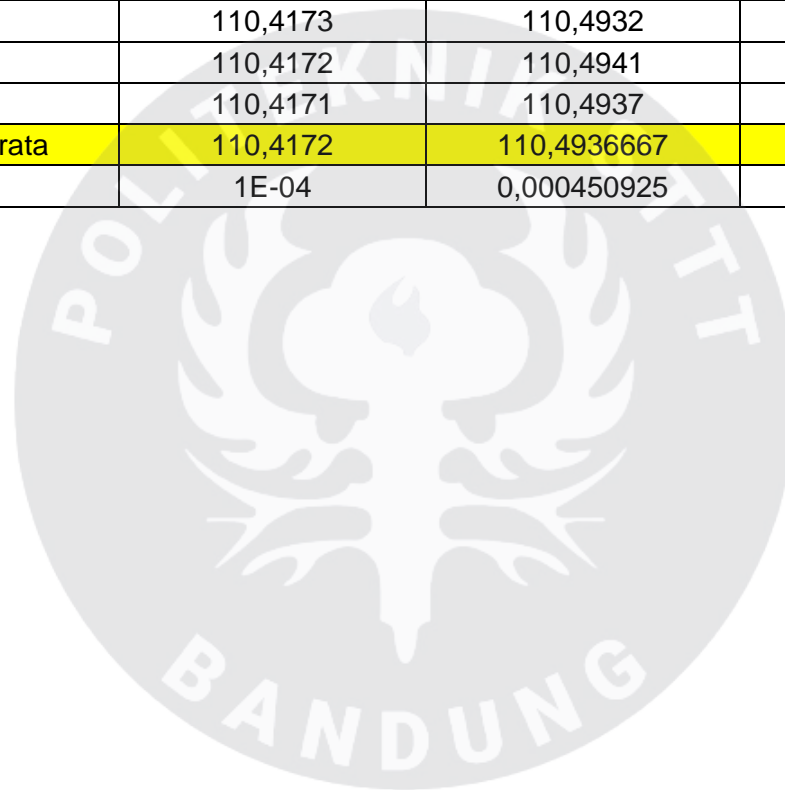 110,4173 110,4932
110,4172 110,4941
110,4171 110,4937
rata 110,4172 110,4936667
1E-04 0,000450925
POLITEKNIK STTT
BANDUNG